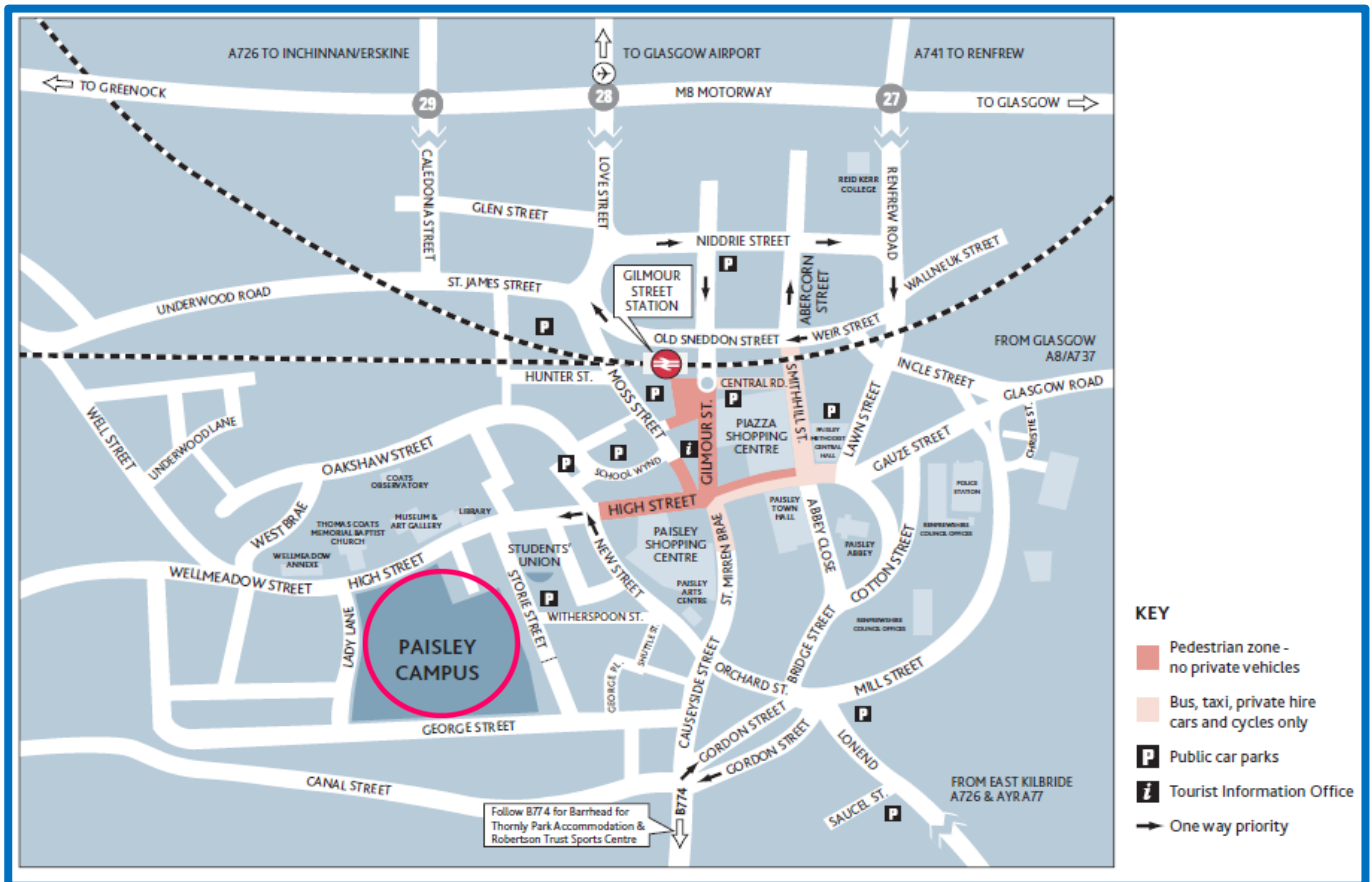 A726 TO INCHINNAN/ERSKINE
TO GLASGOW AIRPORT
A741 TO RENFREW
TO GREENOCK
29
28
M8 MOTORWAY
27
TO GLASGOW
CALEDONIA STREET
LOVE STREET
REID KERR
COLLEGE
RENFREW ROAD
GLEN STREET
NIDDRIE STREET
P
WALLNEUK STREET
GILMOUR
STREET
STATION
ABERCORN
STREET
ST. JAMES STREET
UNDERWOOD ROAD
P
OLD SNEDDON STREET
WEIR STREET
FROM GLASGOW
A8/A737
HUNTER ST.
MOSS STREET
P
CENTRAL RD.
P
SMITHHILL ST.
INCLE STREET
GLASGOW ROAD
WELL STREET
UNDERWOOD LANE
GILMOUR ST.
PIAZZA
SHOPPING
CENTRE
P
PAISLEY
METHODIST
CENTRAL
HALL
LAWN STREET
CHRISTIE ST.
OAKSHAW STREET
P
P
SCHOOL WYND
i
GAUZE STREET
COATS
OBSERVATORY
POLICE
STATION
WEST BRAE
THOMAS COATS
MEMORIAL BAPTIST
CHURCH
MUSEUM &
ART GALLERY
LIBRARY
HIGH STREET
PAISLEY
TOWN
HALL
ABBEY CLOSE
RENFREWSHIRE
COUNCIL OFFICES
WELLMEADOW
ANNEXE
STUDENTS'
UNION
NEW STREET
PAISLEY
SHOPPING
CENTRE
ST. MIRREN BRAE
PAISLEY
ABBEY
COTTON STREET
WELLMEADOW STREET
HIGH STREET
STORIE STREET
PAISLEY
ARTS
CENTRE
P
WITHERSPOON ST.
LADY LANE
PAISLEY
CAMPUS
SHUTTLE ST.
GEORGE PL.
BRIDGE STREET
RENFREWSHIRE
COUNCIL OFFICES
ORCHARD ST.
MILL STREET
P
GEORGE STREET
CAUSEYSIDE STREET
GORDON STREET
GORDON STREET
LONEND
CANAL STREET
B774
FROM EAST KILBRIDE
A726 & AYR A77
SAUCEL ST.
P
Follow B774 for Barrhead for
Thornly Park Accommodation &
Robertson Trust Sports Centre
KEY
Pedestrian zone -
no private vehicles
Bus, taxi, private hire
cars and cycles only
P Public car parks
i Tourist Information Office
One way priority